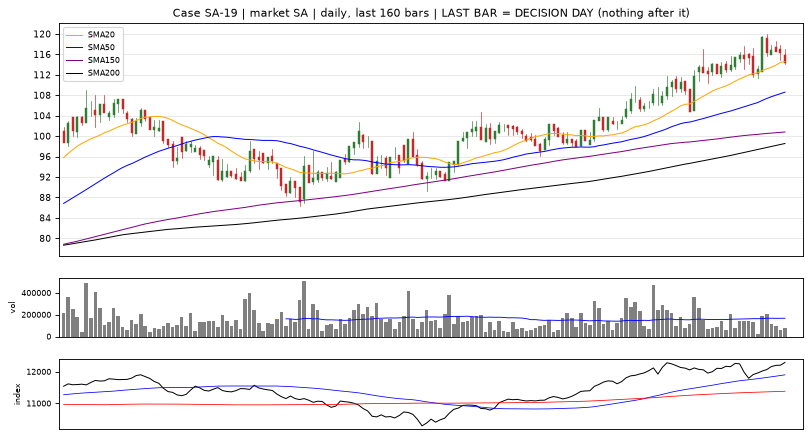 Case SA-19 | market SA | daily, last 160 bars | LAST BAR = DECISION DAY (nothing after it)
SMA20
SMA50
SMA150
SMA200
120
116
112
108
104
100
96
92
88
84
80
vol
400000
200000
0
index
12000
11000